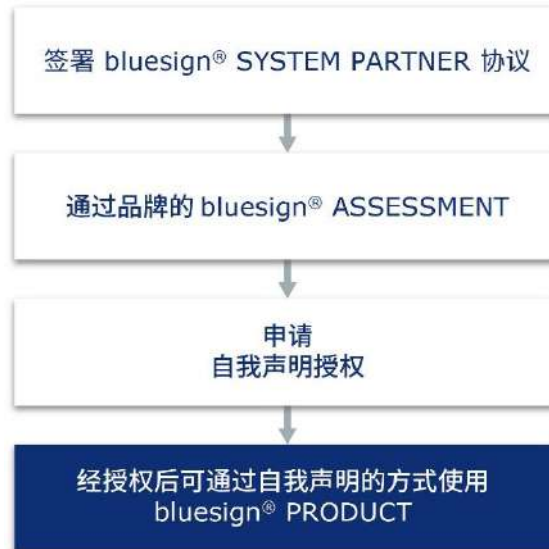 签署 bluesign® SYSTEM PARTNER 协议
通过品牌的 bluesign® ASSESSMENT
申请
自我声明授权
经授权后可通过自我声明的方式使用
bluesign® PRODUCT